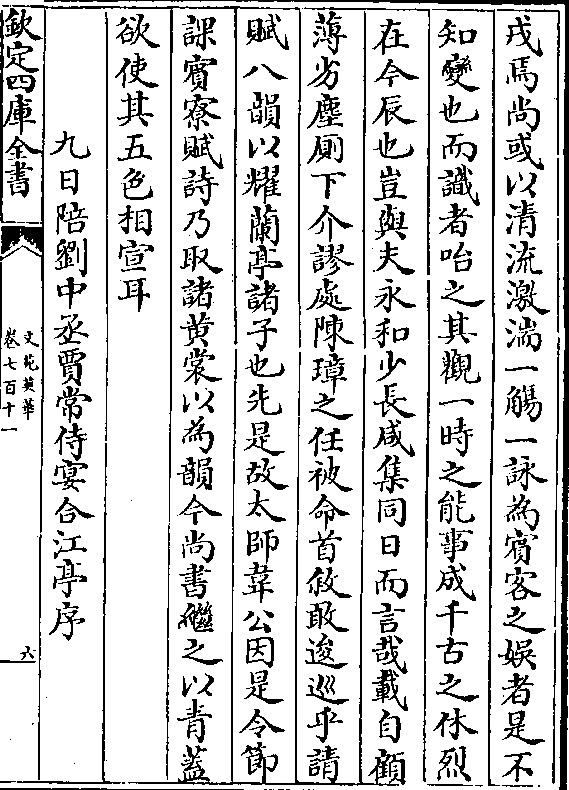 戎焉尚或以清流激湍一觴一詠為賓客之娱者是不
知變也而識者咍之其觀一時之能事成千古之休烈
在今辰也豈與夫永和少長咸集同日而言哉載自顧
薄劣塵厠下介謬處陳璋之任被命首叙敢逡巡乎請
賦八韻以耀蘭亭諸子也先是故太師韋公因是令節
課賓寮賦詩乃取諸黄裳以為韻今尚書繼之以青蓋
欲使其五色相宣耳
九日陪劉中丞賈常侍宴合江亭序
欽定四庫全書
文苑英華
卷七百十一
六